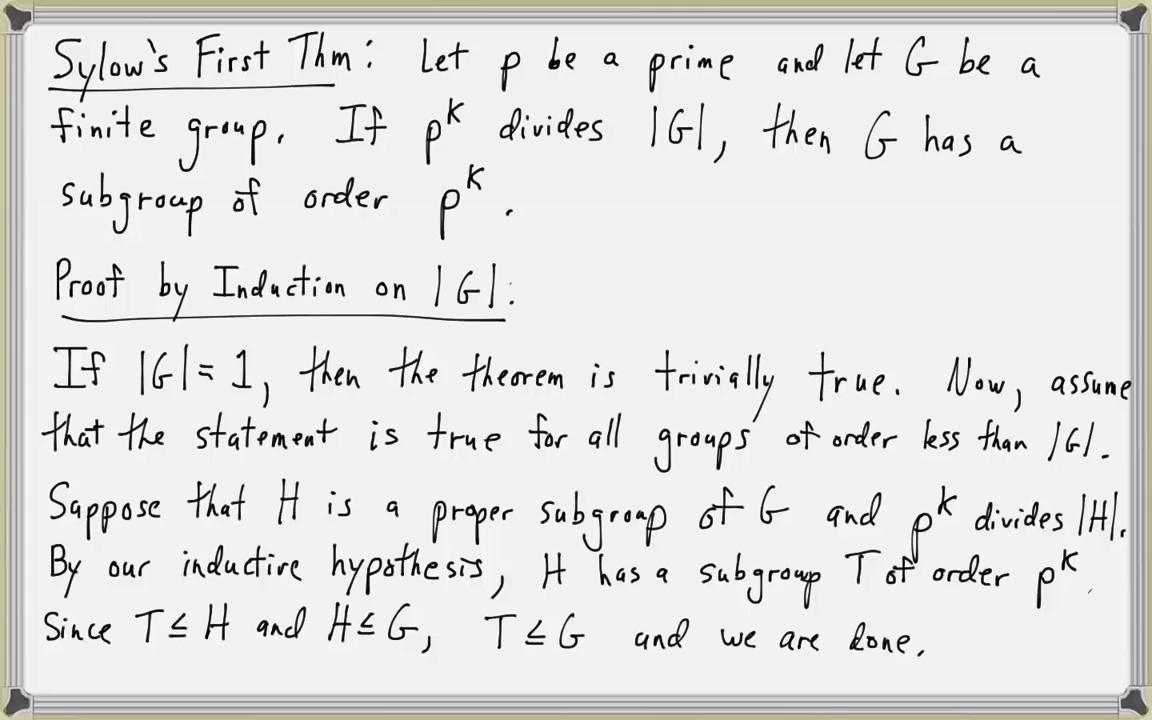 Sylow's First Thm: Let p be a prime and let G be a
finite group. If p^k divides |G|, then G has a
subgroup of order p^k.
Proof by Induction on |G|:
If |G| = 1, then the theorem is trivially true. Now, assume
that the statement is true for all groups of order less than |G|.
Suppose that H is a proper subgroup of G and p^k divides |H|.
By our inductive hypothesis, H has a subgroup T of order p^k.
Since T ≤ H and H ≤ G, T ≤ G and we are done.